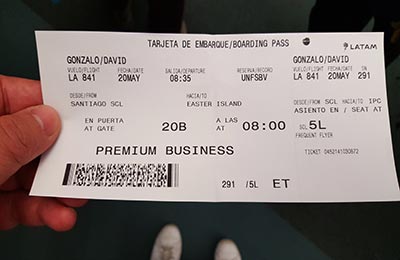 TARJETA DE EMBARQUE/BOARDING PASS LATAM
GONZALO/DAVID GONZALO/DAVID
VUELO/FLIGHT FECHA/DATE SALIDA/DEPARTURE RESERVA/RECORD VUELO/FLIGHT FECHA/DATE SN
LA 841 20MAY 08:35 UNFSBV LA 841 20MAY 291
DESDE/FROM HACIA/TO DESDE/FROM SCL HACIA/TO IPC
SANTIAGO SCL EASTER ISLAND ASIENTO EN / SEAT AT
EN PUERTA A LAS SCL 5L
AT GATE 20B AT 08:00 FREQUENT FLYER
PREMIUM BUSINESS TICKET
291 /5L ET